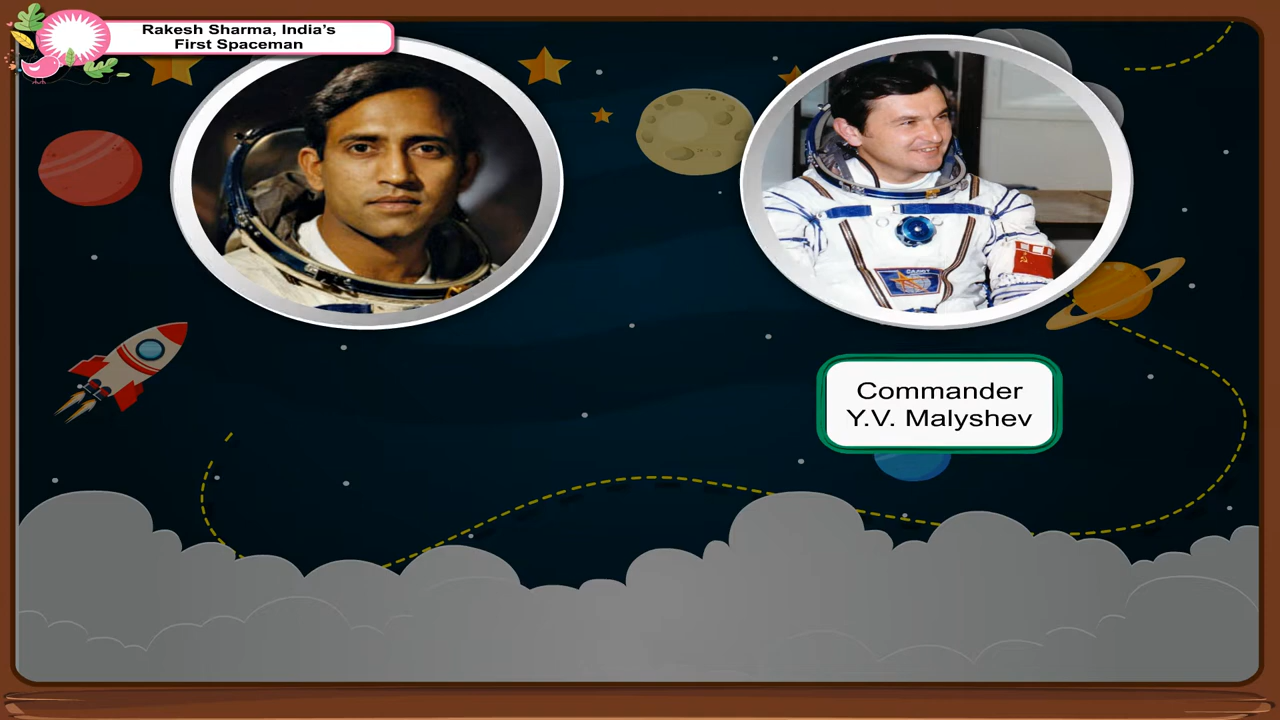 Rakesh Sharma, India's
First Spaceman
Commander
Y.V. Malyshev